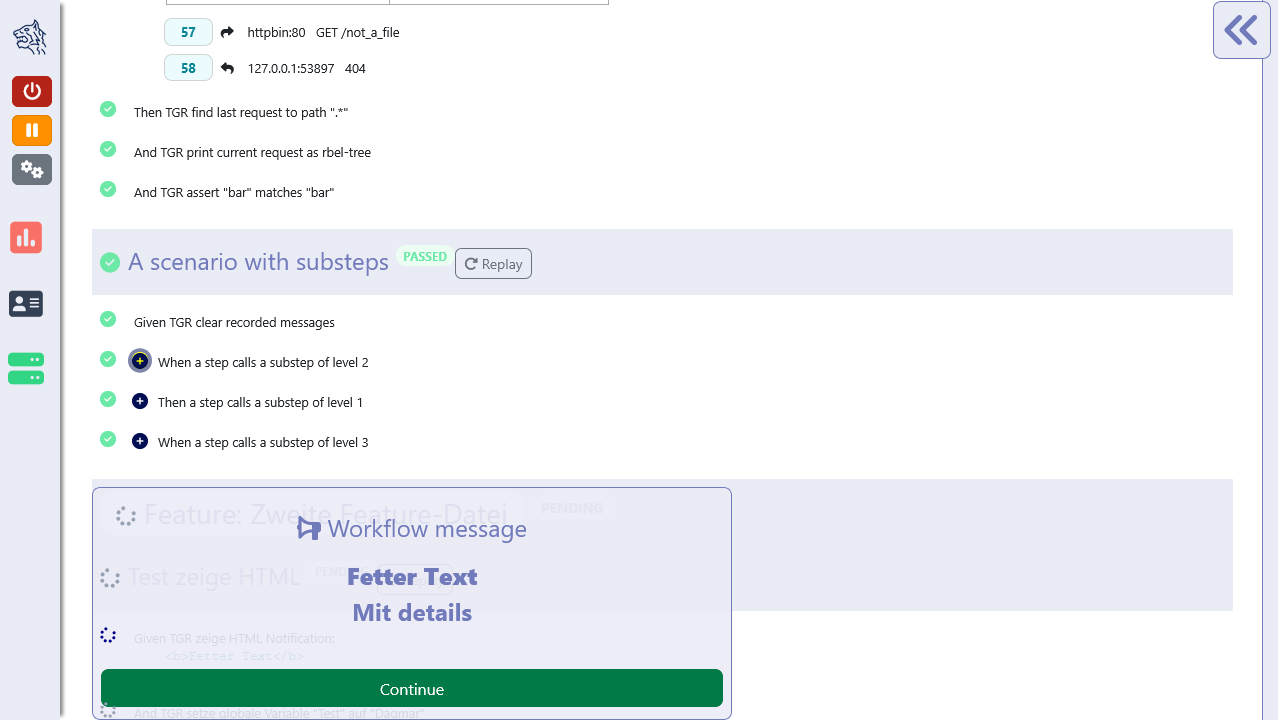 57 httpbin:80 GET /not_a_file
58 127.0.0.1:53897 404
Then TGR find last request to path ".*"
And TGR print current request as rbel-tree
And TGR assert "bar" matches "bar"
A scenario with substeps PASSED Replay
Given TGR clear recorded messages
When a step calls a substep of level 2
Then a step calls a substep of level 1
When a step calls a substep of level 3
Feature: Zweite Feature-Datei PENDING
Workflow message
Test zeige HTML
Fetter Text
Mit details
Given TGR zeige HTML Notification:
<b>Fetter Text</b>
Continue
And TGR setze globale Variable "Test" auf "Dagmar"